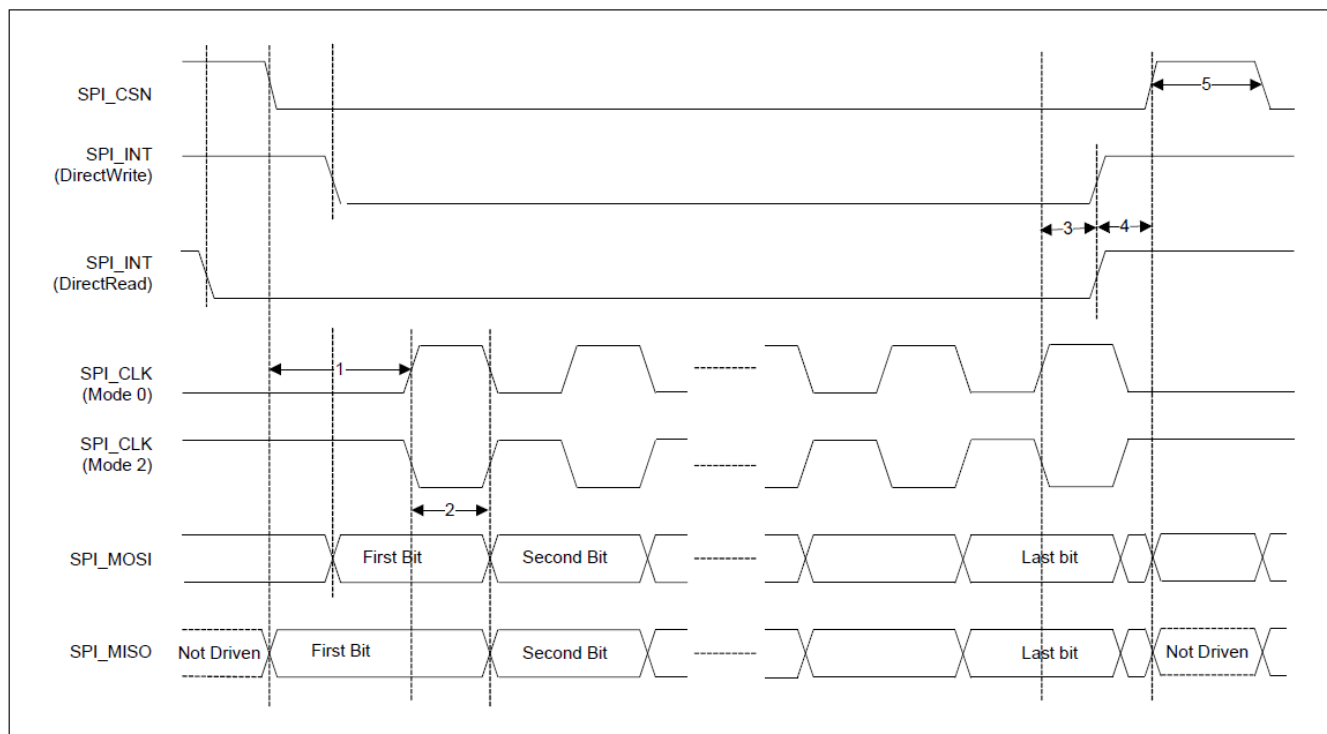 SPI_CSN
5
SPI_INT
(DirectWrite)
3
4
SPI_INT
(DirectRead)
1
SPI_CLK
(Mode 0)
SPI_CLK
(Mode 2)
2
SPI_MOSI
First Bit
Second Bit
Last bit
SPI_MISO
Not Driven
First Bit
Second Bit
Last bit
Not Driven